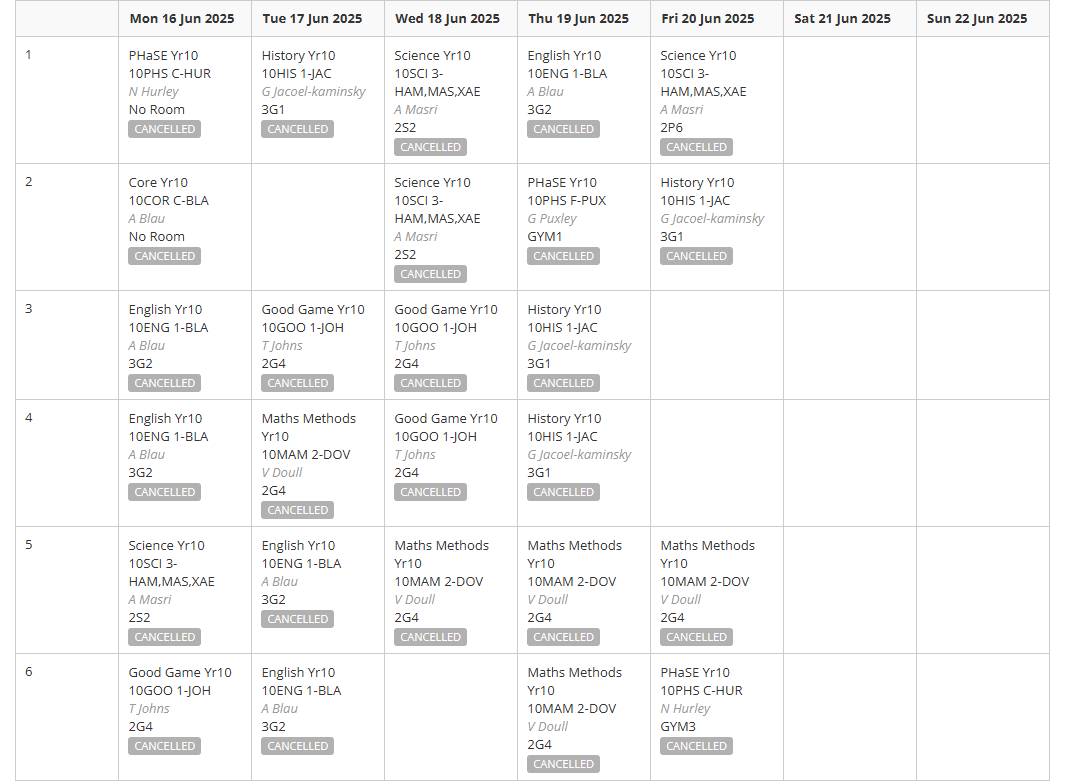 Mon 16 Jun 2025
Tue 17 Jun 2025
Wed 18 Jun 2025
Thu 19 Jun 2025
Fri 20 Jun 2025
Sat 21 Jun 2025
Sun 22 Jun 2025
1
PHaSE Yr10
10PHS C-HUR
N Hurley
No Room
CANCELLED
History Yr10
10HIS 1-JAC
G Jacoel-kaminsky
3G1
CANCELLED
Science Yr10
10SCI 3-
HAM,MAS,XAE
A Masri
2S2
CANCELLED
English Yr10
10ENG 1-BLA
A Blau
3G2
CANCELLED
Science Yr10
10SCI 3-
HAM,MAS,XAE
A Masri
2P6
CANCELLED
2
Core Yr10
10COR C-BLA
A Blau
No Room
CANCELLED
Science Yr10
10SCI 3-
HAM,MAS,XAE
A Masri
2S2
CANCELLED
PHaSE Yr10
10PHS F-PUX
G Puxley
GYM1
CANCELLED
History Yr10
10HIS 1-JAC
G Jacoel-kaminsky
3G1
CANCELLED
3
English Yr10
10ENG 1-BLA
A Blau
3G2
CANCELLED
Good Game Yr10
10GOO 1-JOH
T Johns
2G4
CANCELLED
Good Game Yr10
10GOO 1-JOH
T Johns
2G4
CANCELLED
History Yr10
10HIS 1-JAC
G Jacoel-kaminsky
3G1
CANCELLED
4
English Yr10
10ENG 1-BLA
A Blau
3G2
CANCELLED
Maths Methods
Yr10
10MAM 2-DOV
V Doull
2G4
CANCELLED
Good Game Yr10
10GOO 1-JOH
T Johns
2G4
CANCELLED
History Yr10
10HIS 1-JAC
G Jacoel-kaminsky
3G1
CANCELLED
5
Science Yr10
10SCI 3-
HAM,MAS,XAE
A Masri
2S2
CANCELLED
English Yr10
10ENG 1-BLA
A Blau
3G2
CANCELLED
Maths Methods
Yr10
10MAM 2-DOV
V Doull
2G4
CANCELLED
Maths Methods
Yr10
10MAM 2-DOV
V Doull
2G4
CANCELLED
Maths Methods
Yr10
10MAM 2-DOV
V Doull
2G4
CANCELLED
6
Good Game Yr10
10GOO 1-JOH
T Johns
2G4
CANCELLED
English Yr10
10ENG 1-BLA
A Blau
3G2
CANCELLED
Maths Methods
Yr10
10MAM 2-DOV
V Doull
2G4
CANCELLED
PHaSE Yr10
10PHS C-HUR
N Hurley
GYM3
CANCELLED